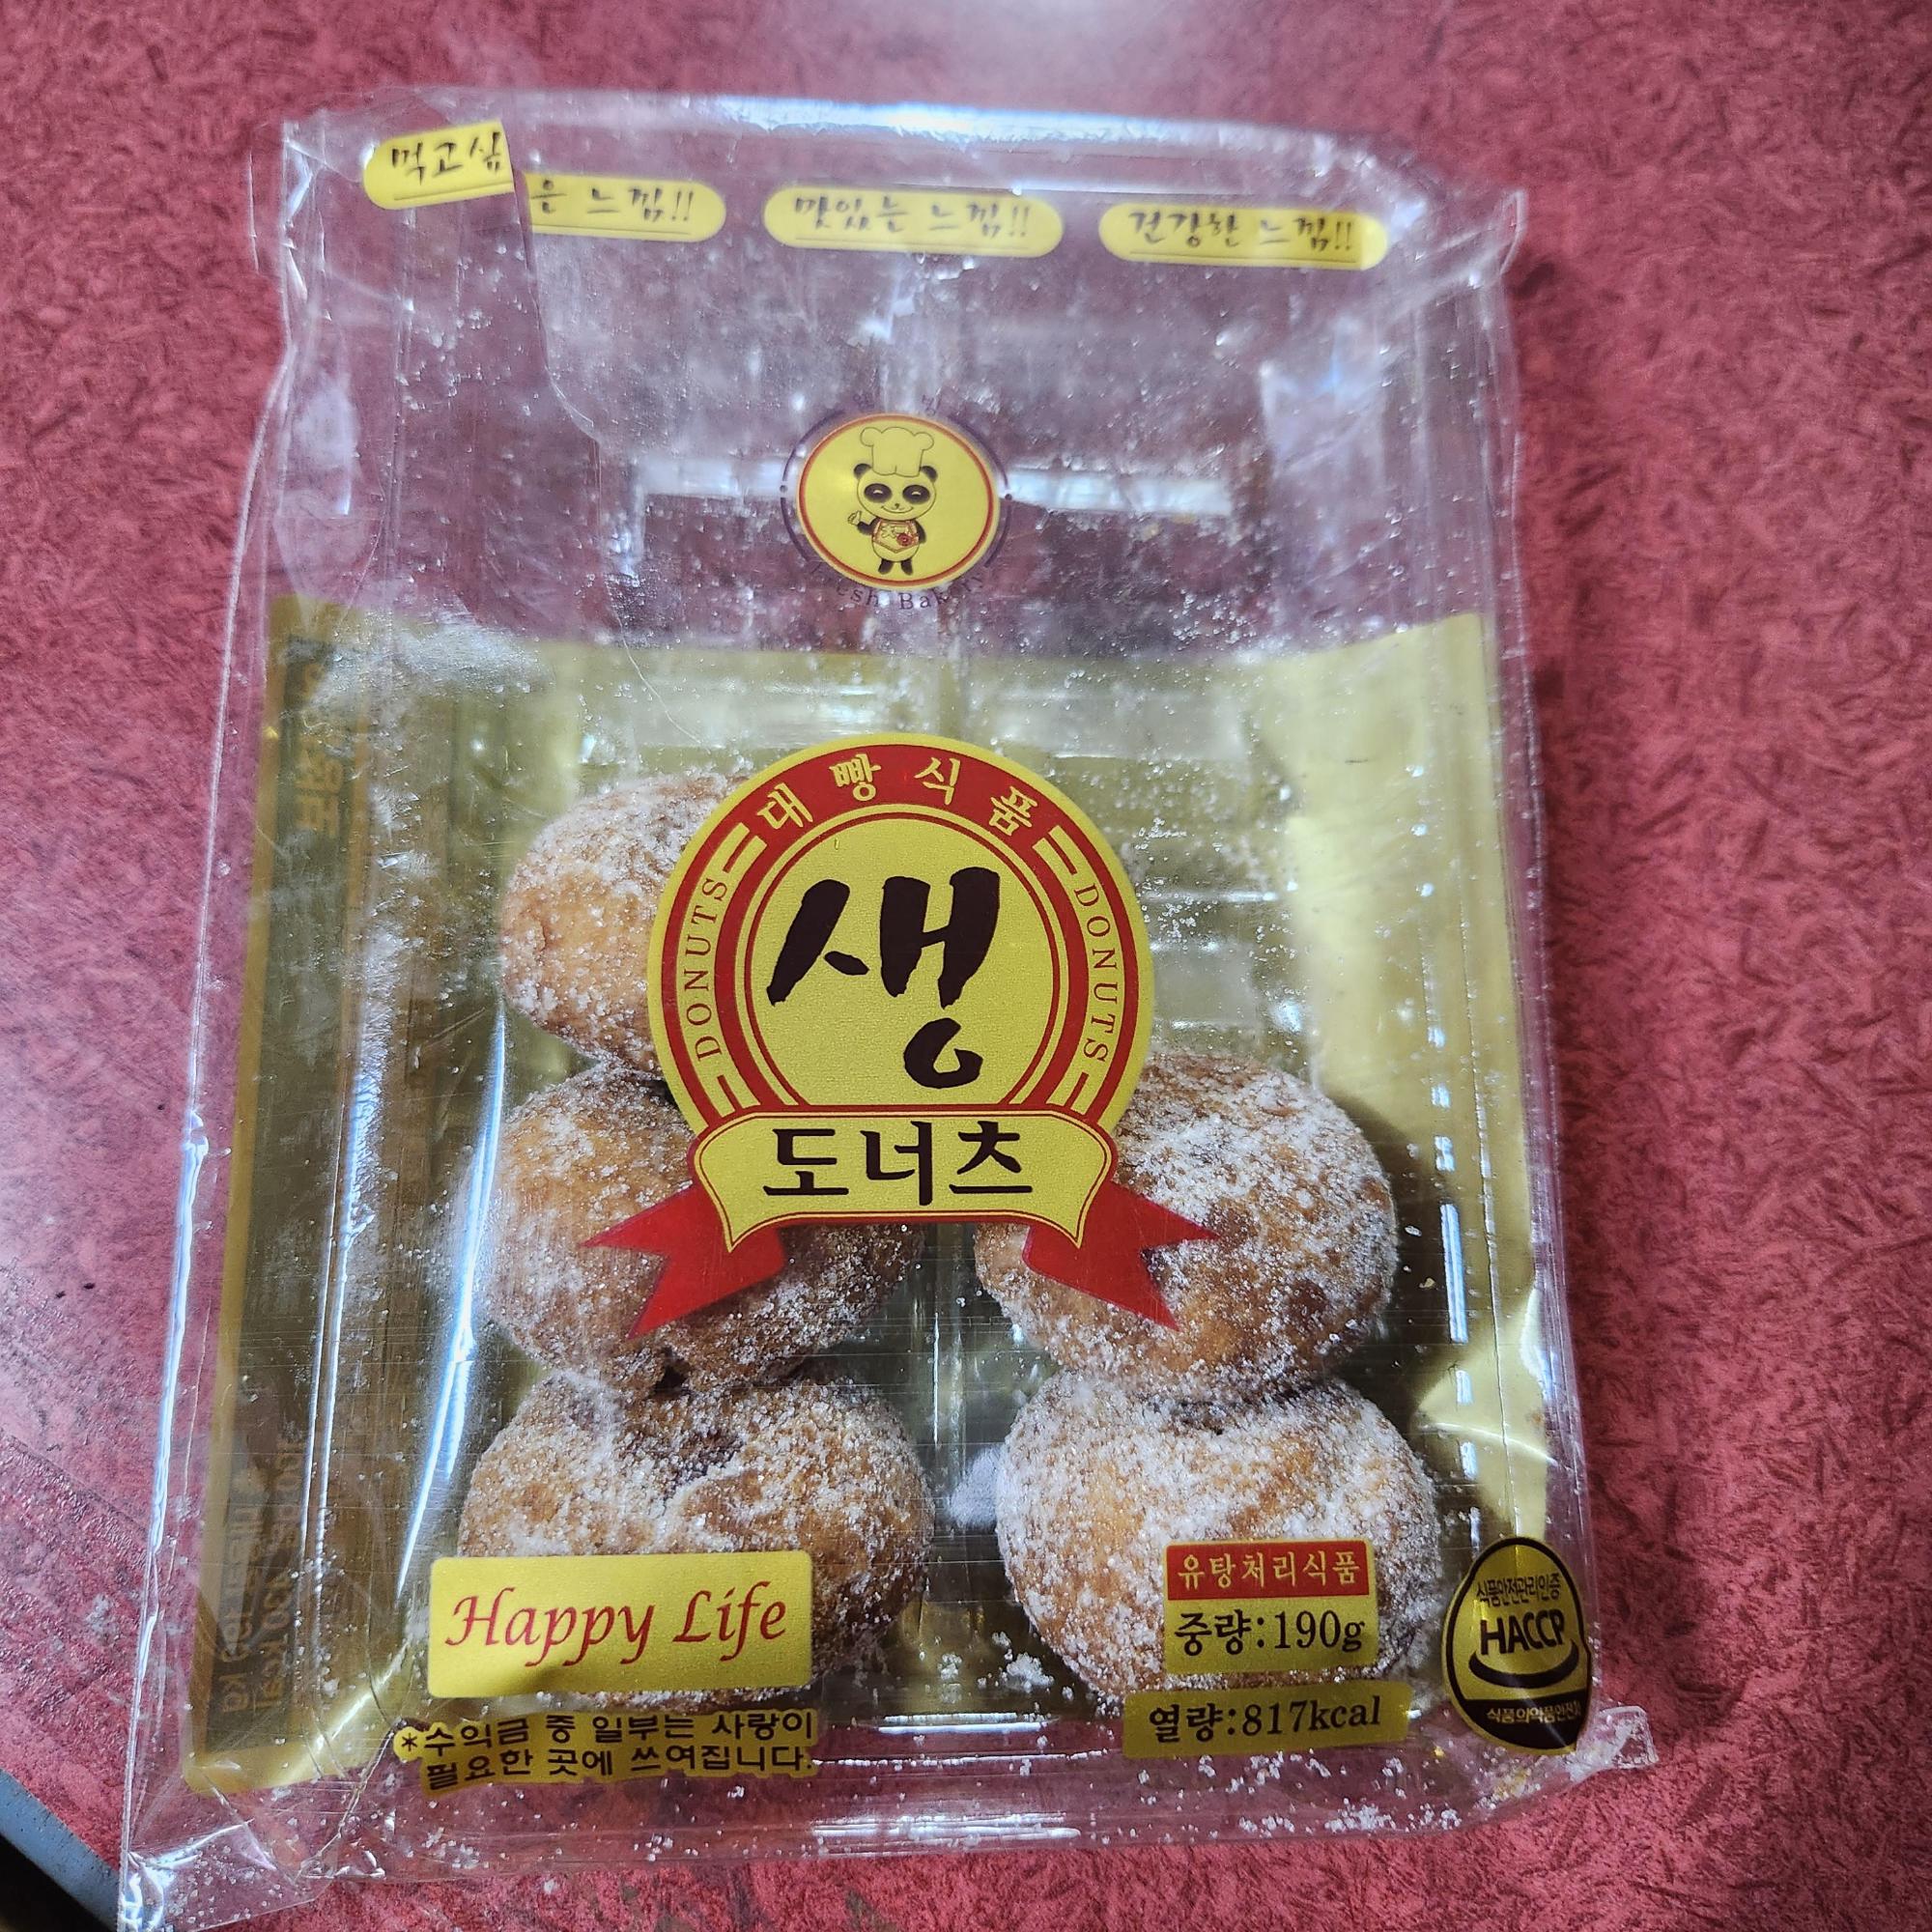 먹고싶은 느낌!!
맛있는 느낌!!
건강한 느낌!!
Bakery
대빵식품
DONUTS
DONUTS
생
도너츠
Happy Life
*수익금 중 일부는 사랑이
필요한 곳에 쓰여집니다.
유탕처리식품
중량:190g
열량:817kcal
식품안전관리인증
HACCP